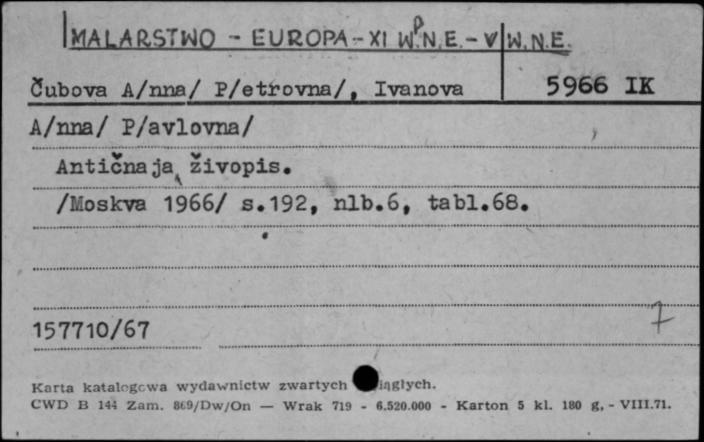 MALARSTWO - EUROPA - XI W.P.N.E. - V W.N.E.
Čubova A/nna/ P/etrovna/, Ivanova 5966 IK
A/nna/ P/avlovna/
Antičnaja živopis.
/Moskva 1966/ s.192, nlb.6, tabl.68.
157710/67 7
Karta katalogowa wydawnictw zwartych
CWD B 144 Zam. 869/Dw/On — Wrak 719 - 6.520.000 - Karton 5 kl. 180 g. - VIII.71.